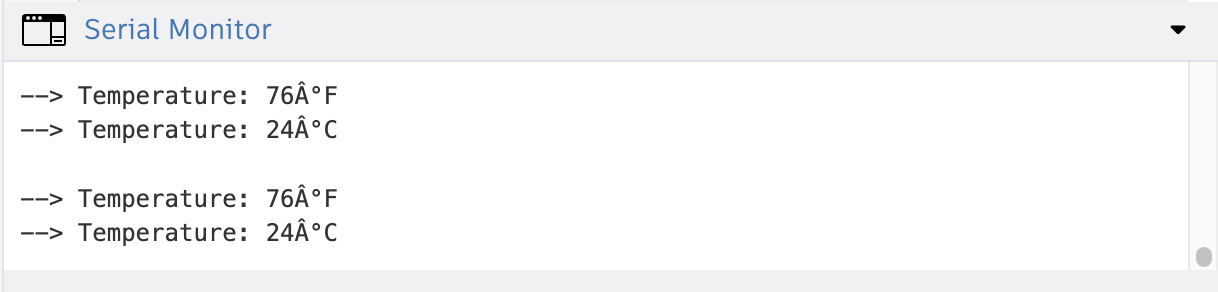 Serial Monitor
--> Temperature: 76Â°F
--> Temperature: 24Â°C
--> Temperature: 76Â°F
--> Temperature: 24Â°C